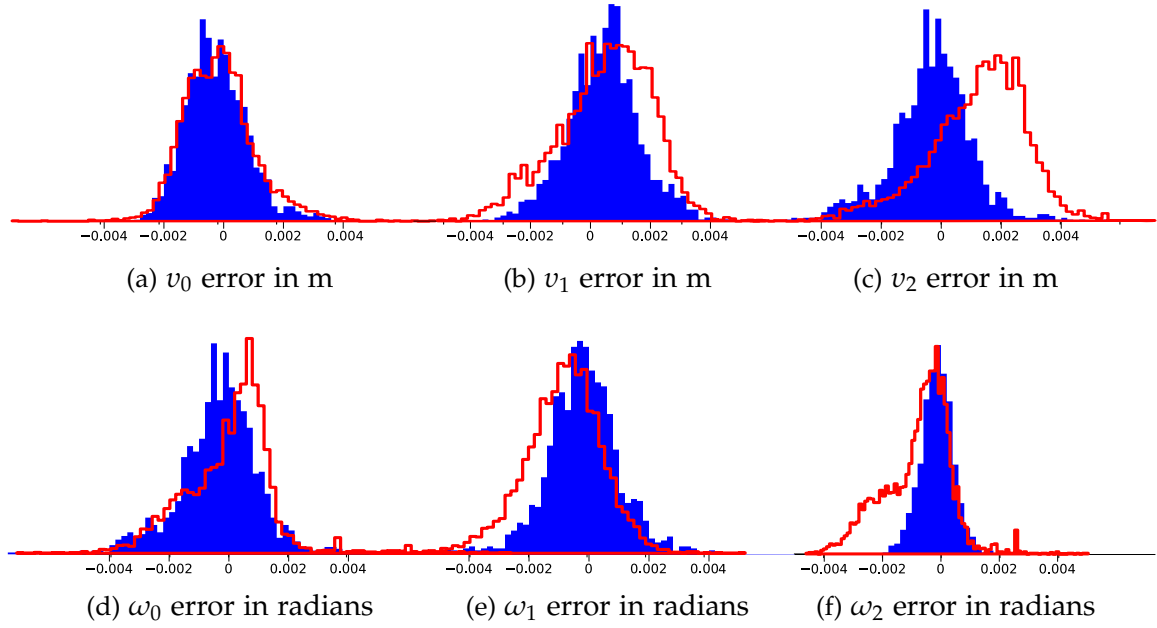 −0.004 −0.002 0 0.002 0.004 −0.004 −0.002 0 0.002 0.004 −0.004 −0.002 0 0.002 0.004
(a) v₀ error in m (b) v₁ error in m (c) v₂ error in m
−0.004 −0.002 0 0.002 0.004 −0.004 −0.002 0 0.002 0.004 −0.004 −0.002 0 0.002 0.004
(d) ω₀ error in radians (e) ω₁ error in radians (f) ω₂ error in radians